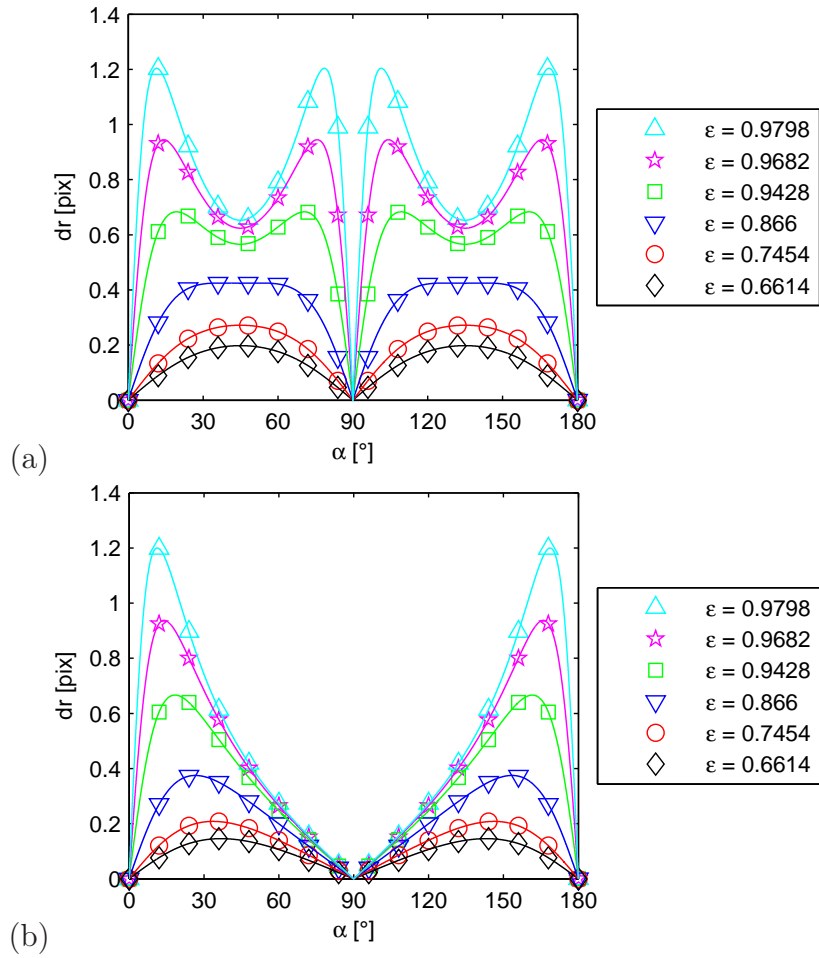 1.4
1.2
1
0.8
0.6
0.4
0.2
0
dr [pix]
0 30 60 90 120 150 180
α [°]
ε = 0.9798
ε = 0.9682
ε = 0.9428
ε = 0.866
ε = 0.7454
ε = 0.6614
(a)
1.4
1.2
1
0.8
0.6
0.4
0.2
0
dr [pix]
0 30 60 90 120 150 180
α [°]
ε = 0.9798
ε = 0.9682
ε = 0.9428
ε = 0.866
ε = 0.7454
ε = 0.6614
(b)